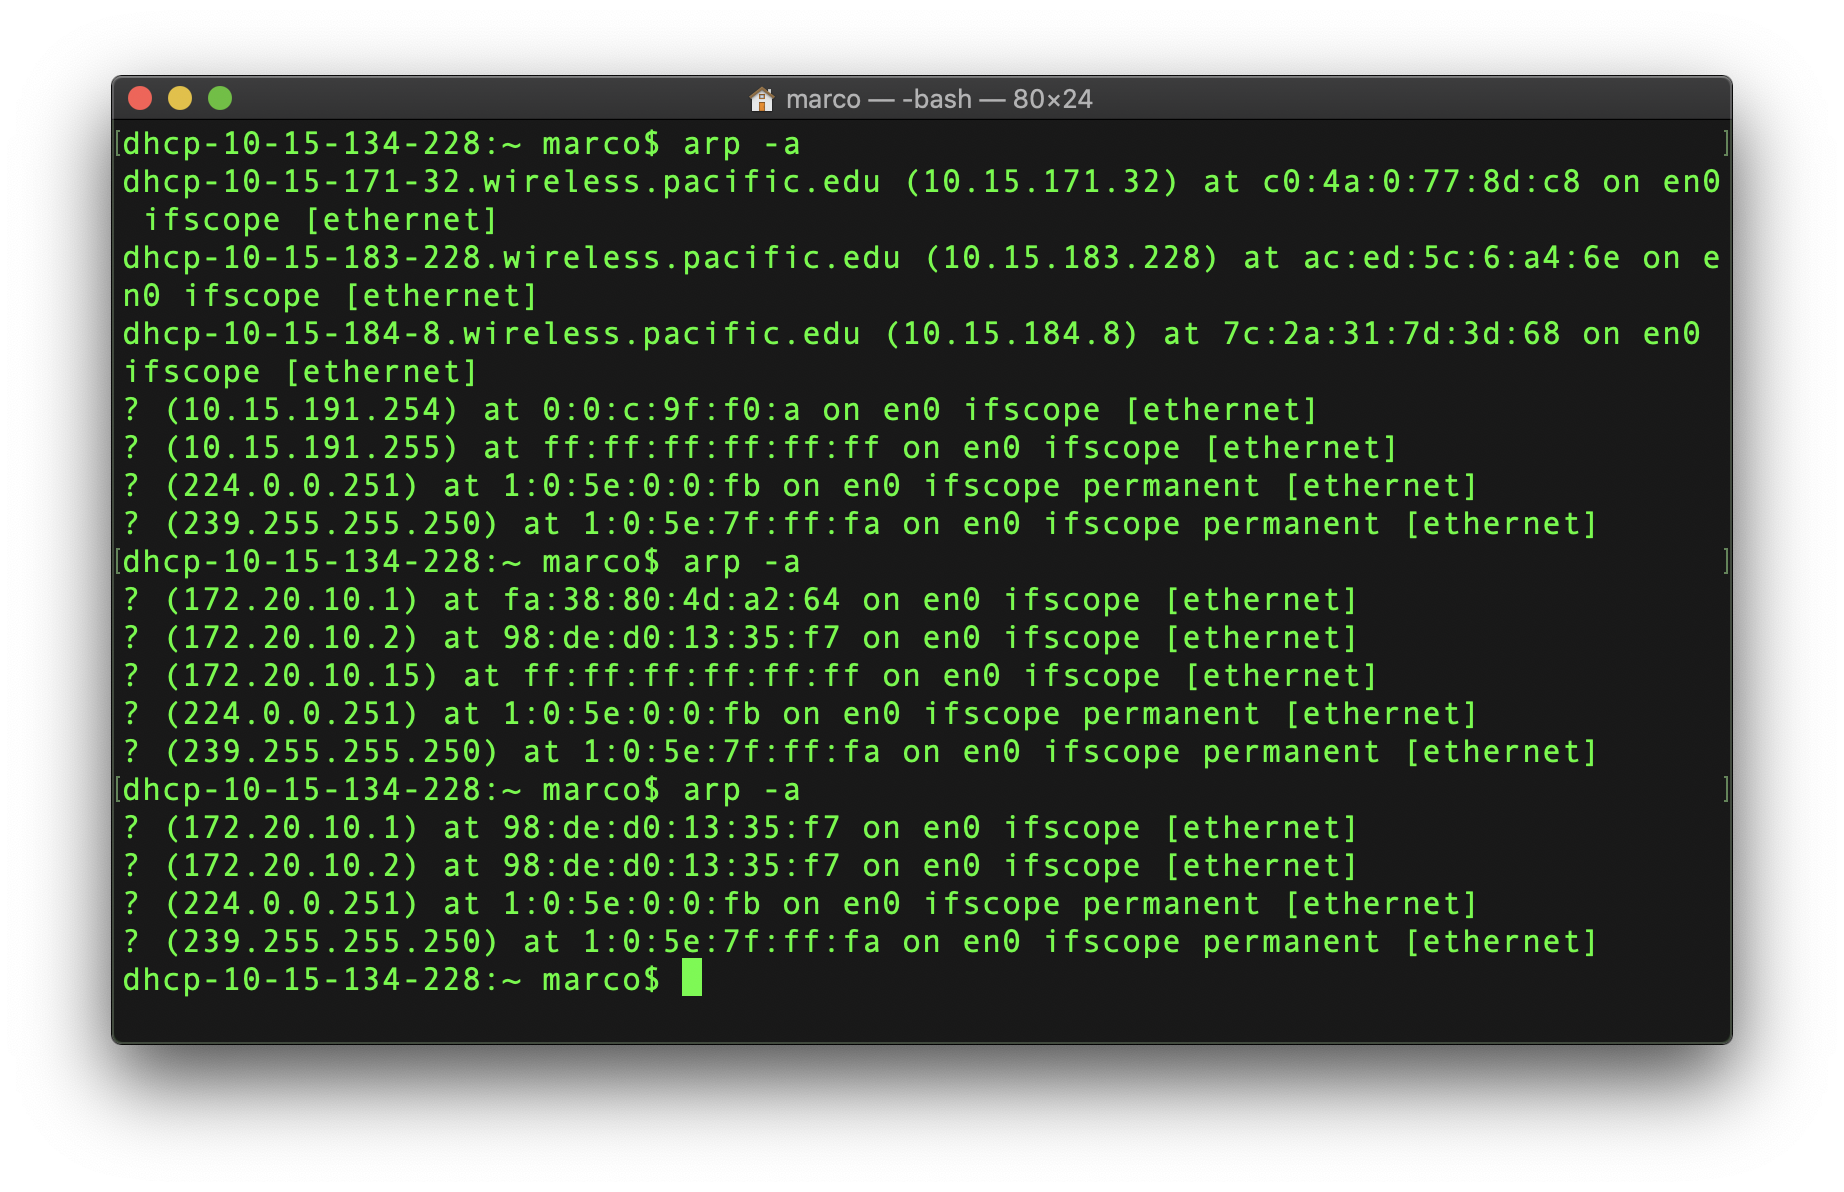 marco — -bash — 80×24
dhcp-10-15-134-228:~ marco$ arp -a
dhcp-10-15-171-32.wireless.pacific.edu (10.15.171.32) at c0:4a:0:77:8d:c8 on en0
 ifscope [ethernet]
dhcp-10-15-183-228.wireless.pacific.edu (10.15.183.228) at ac:ed:5c:6:a4:6e on e
n0 ifscope [ethernet]
dhcp-10-15-184-8.wireless.pacific.edu (10.15.184.8) at 7c:2a:31:7d:3d:68 on en0
ifscope [ethernet]
? (10.15.191.254) at 0:0:c:9f:f0:a on en0 ifscope [ethernet]
? (10.15.191.255) at ff:ff:ff:ff:ff:ff on en0 ifscope [ethernet]
? (224.0.0.251) at 1:0:5e:0:0:fb on en0 ifscope permanent [ethernet]
? (239.255.255.250) at 1:0:5e:7f:ff:fa on en0 ifscope permanent [ethernet]
dhcp-10-15-134-228:~ marco$ arp -a
? (172.20.10.1) at fa:38:80:4d:a2:64 on en0 ifscope [ethernet]
? (172.20.10.2) at 98:de:d0:13:35:f7 on en0 ifscope [ethernet]
? (172.20.10.15) at ff:ff:ff:ff:ff:ff on en0 ifscope [ethernet]
? (224.0.0.251) at 1:0:5e:0:0:fb on en0 ifscope permanent [ethernet]
? (239.255.255.250) at 1:0:5e:7f:ff:fa on en0 ifscope permanent [ethernet]
dhcp-10-15-134-228:~ marco$ arp -a
? (172.20.10.1) at 98:de:d0:13:35:f7 on en0 ifscope [ethernet]
? (172.20.10.2) at 98:de:d0:13:35:f7 on en0 ifscope [ethernet]
? (224.0.0.251) at 1:0:5e:0:0:fb on en0 ifscope permanent [ethernet]
? (239.255.255.250) at 1:0:5e:7f:ff:fa on en0 ifscope permanent [ethernet]
dhcp-10-15-134-228:~ marco$